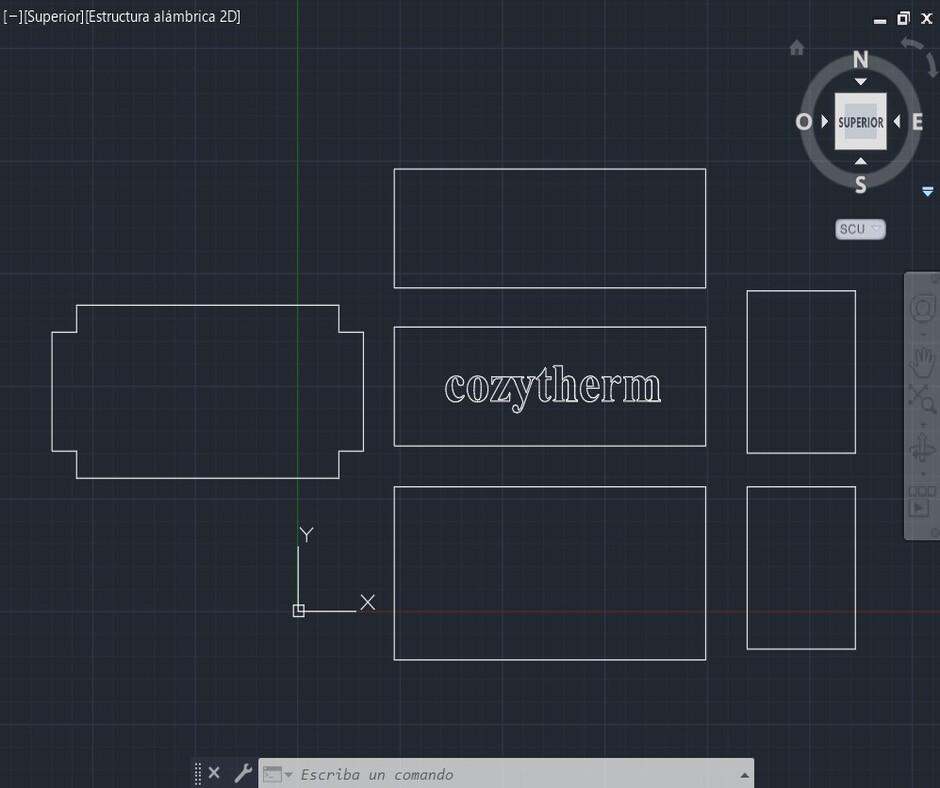 [−][Superior][Estructura alámbrica 2D]
N
O
SUPERIOR
E
S
SCU
cozytherm
Y
X
Escriba un comando